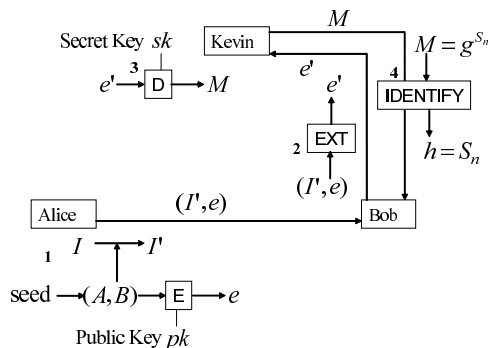 M
Secret Key sk
Kevin
M = g^{S_n}
3
e'
4
e' D M
e'
IDENTIFY
2 EXT
h = S_n
(I', e)
Alice
(I', e)
Bob
1
I I'
seed (A, B) E e
Public Key pk